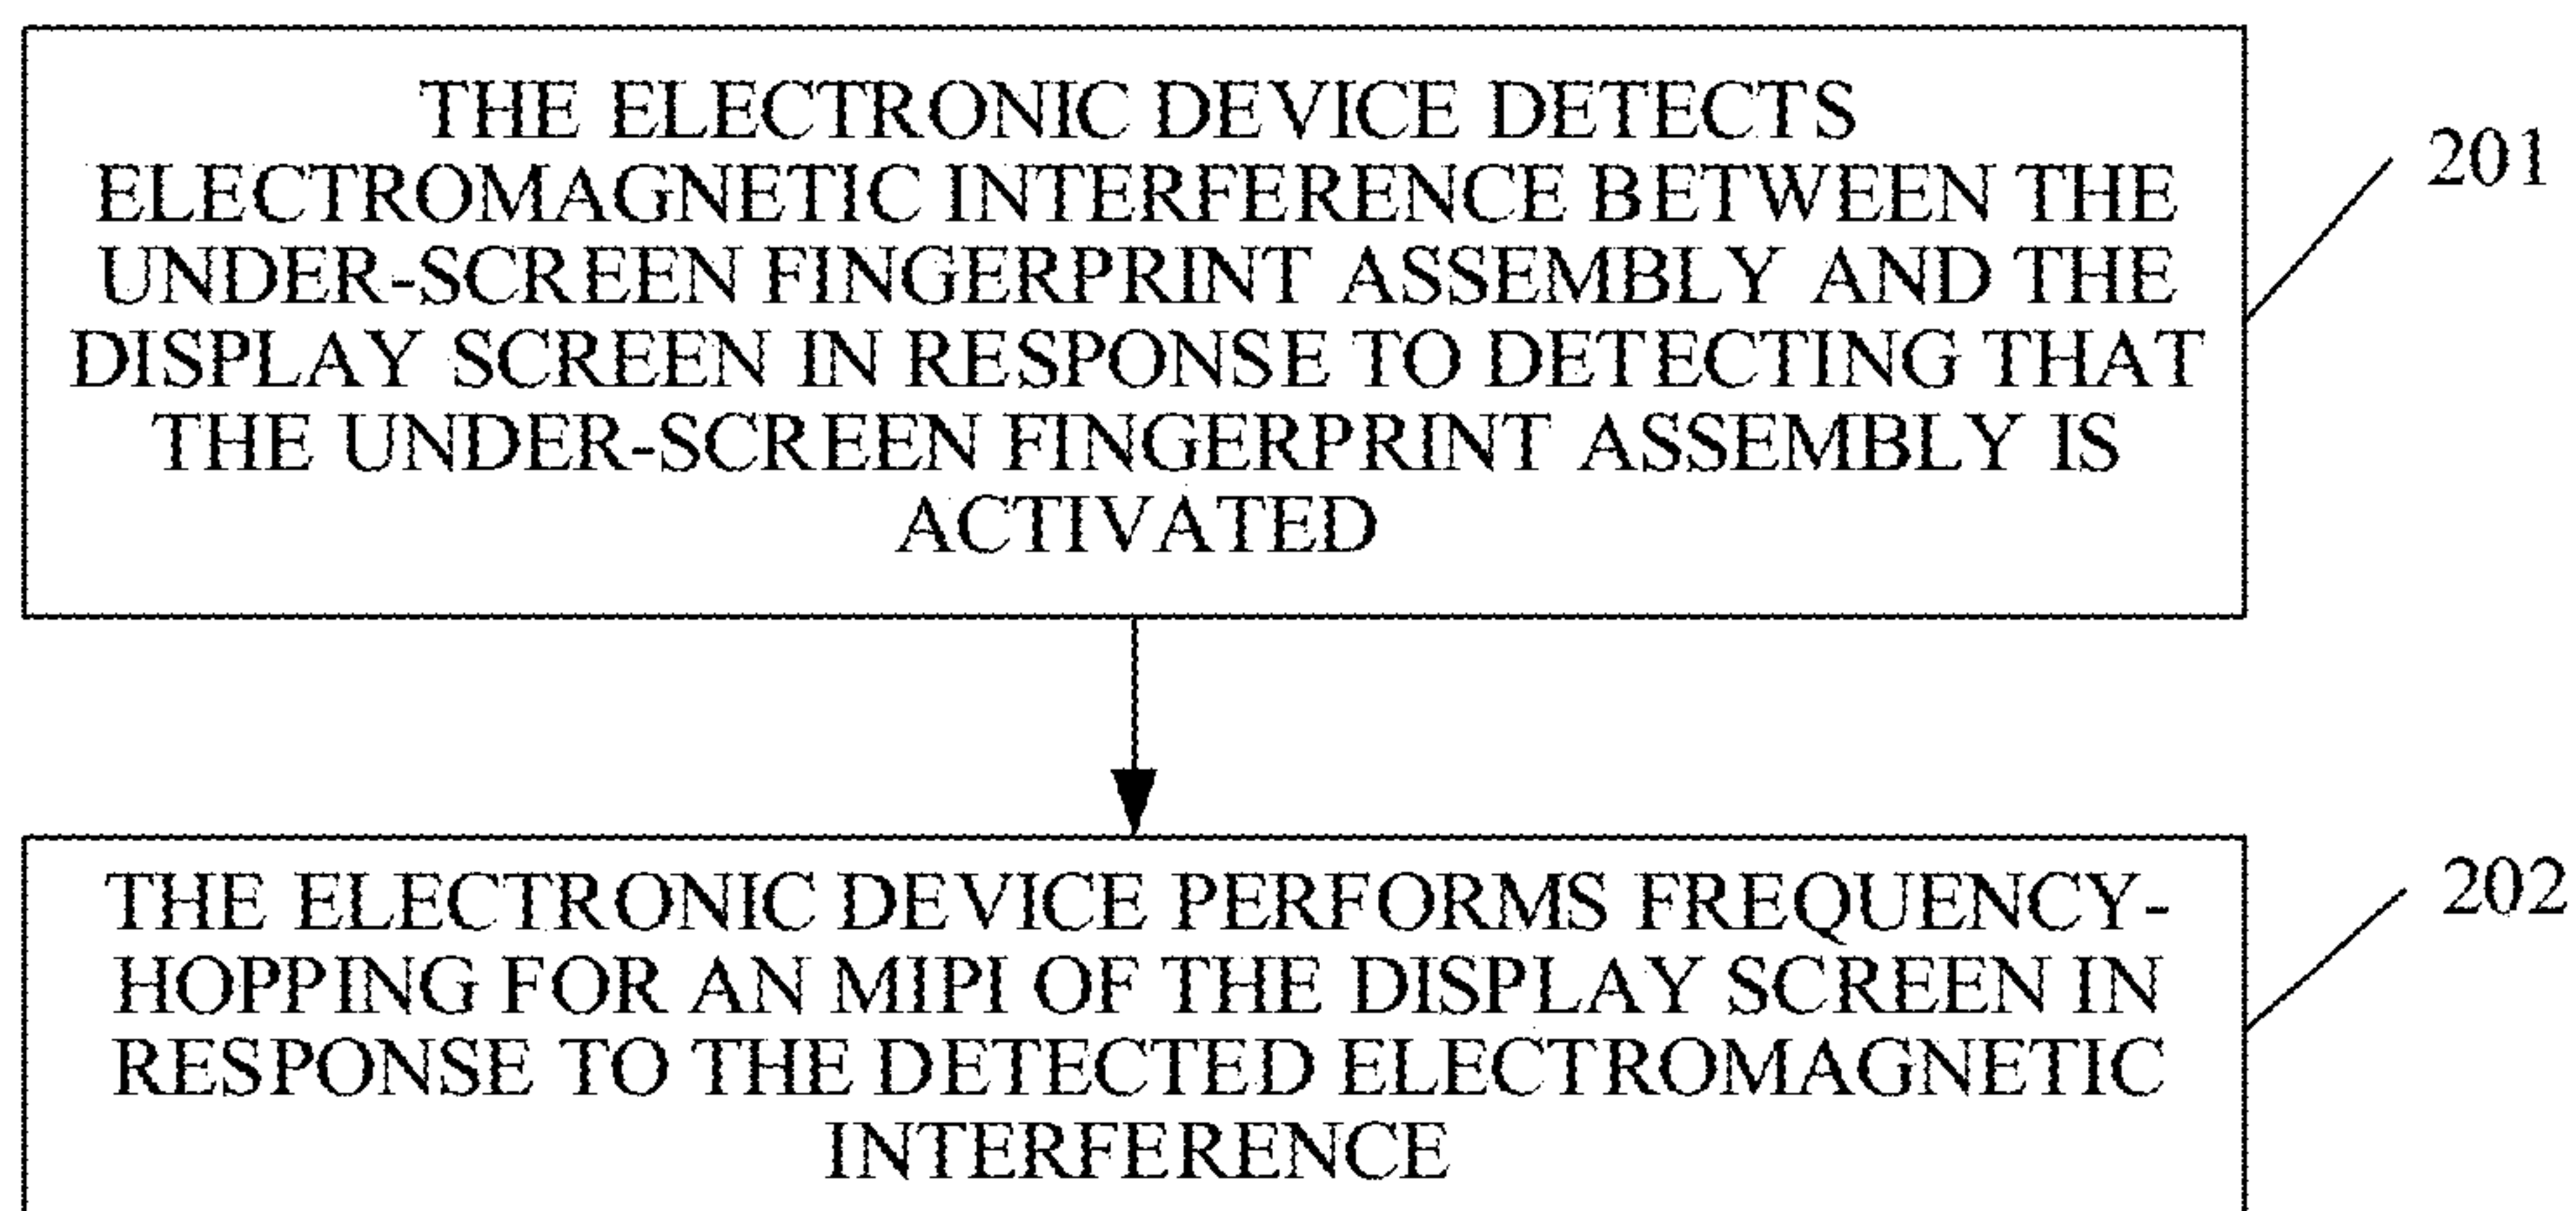 THE ELECTRONIC DEVICE DETECTS
ELECTROMAGNETIC INTERFERENCE BETWEEN THE
UNDER-SCREEN FINGERPRINT ASSEMBLY AND THE
DISPLAY SCREEN IN RESPONSE TO DETECTING THAT
THE UNDER-SCREEN FINGERPRINT ASSEMBLY IS
ACTIVATED
201
THE ELECTRONIC DEVICE PERFORMS FREQUENCY-
HOPPING FOR AN MIPI OF THE DISPLAY SCREEN IN
RESPONSE TO THE DETECTED ELECTROMAGNETIC
INTERFERENCE
202